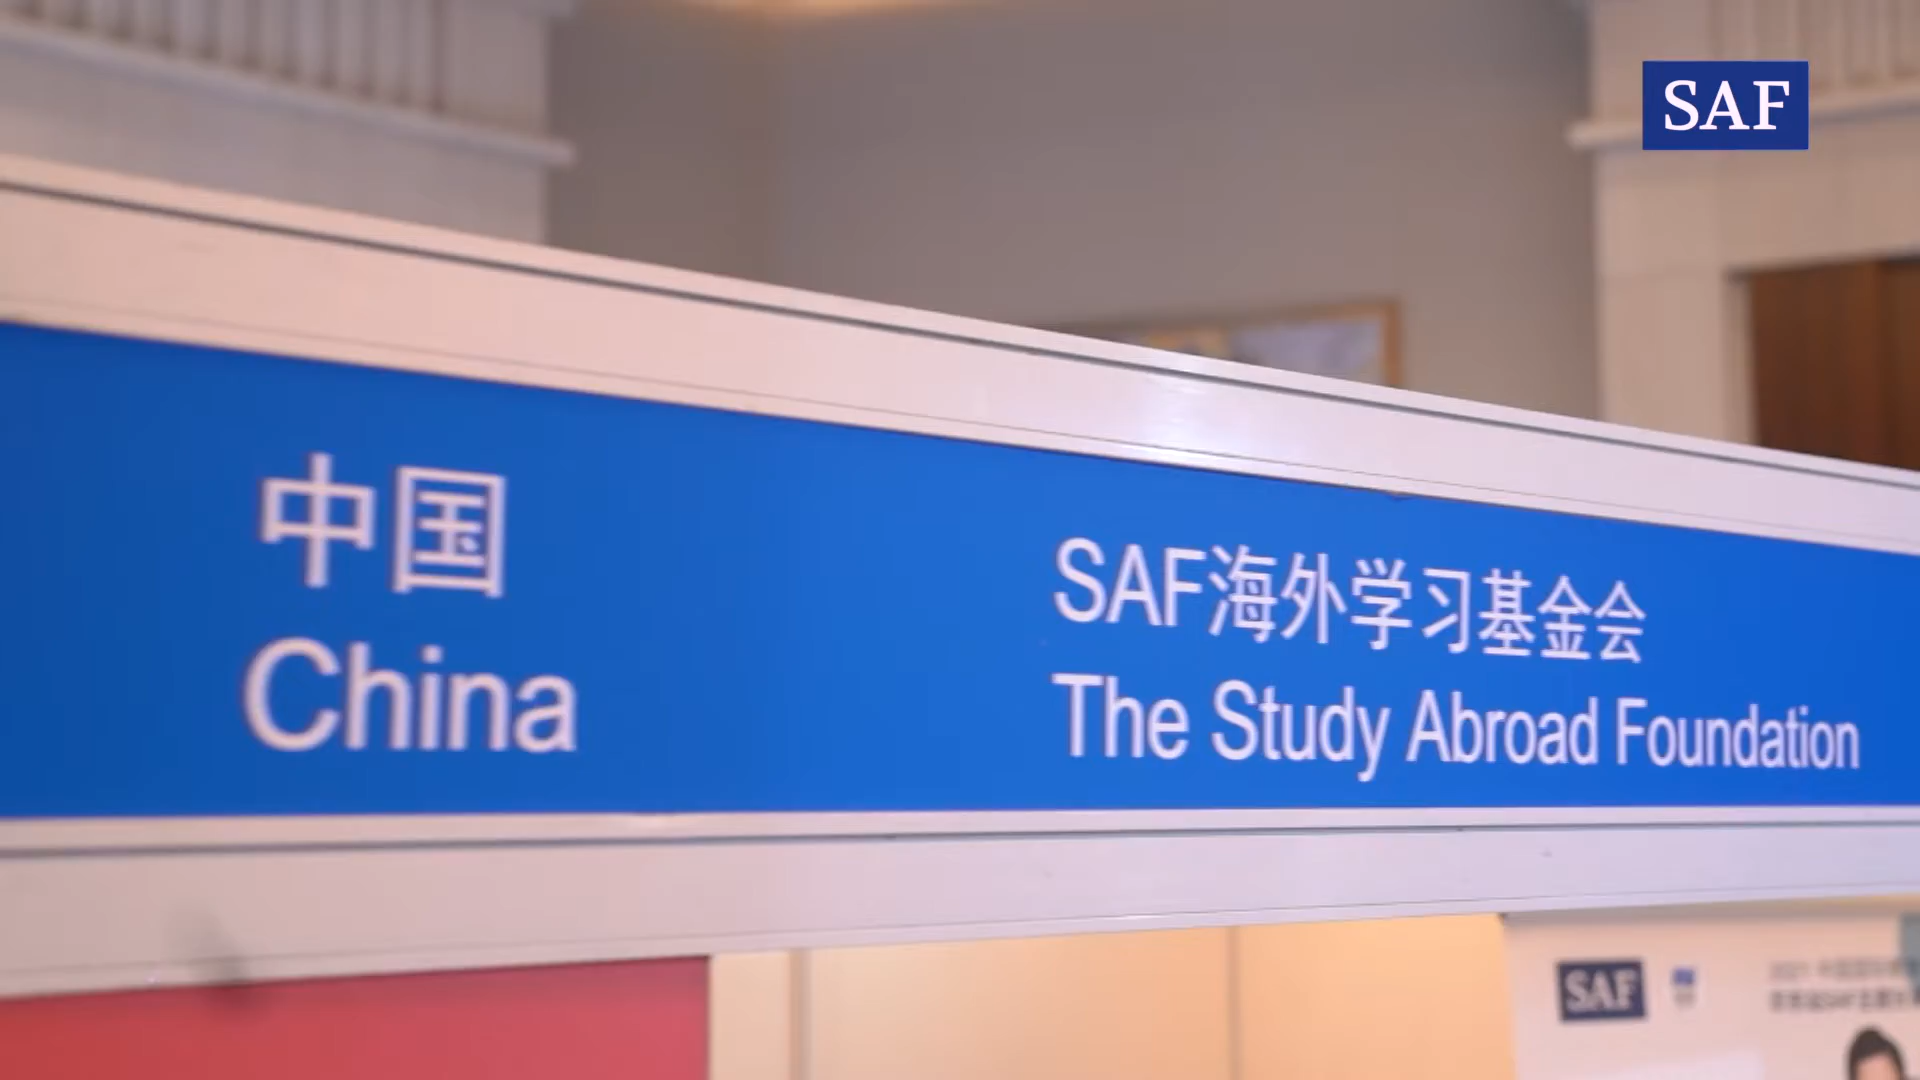 SAF
中国
China
SAF海外学习基金会
The Study Abroad Foundation
SAF